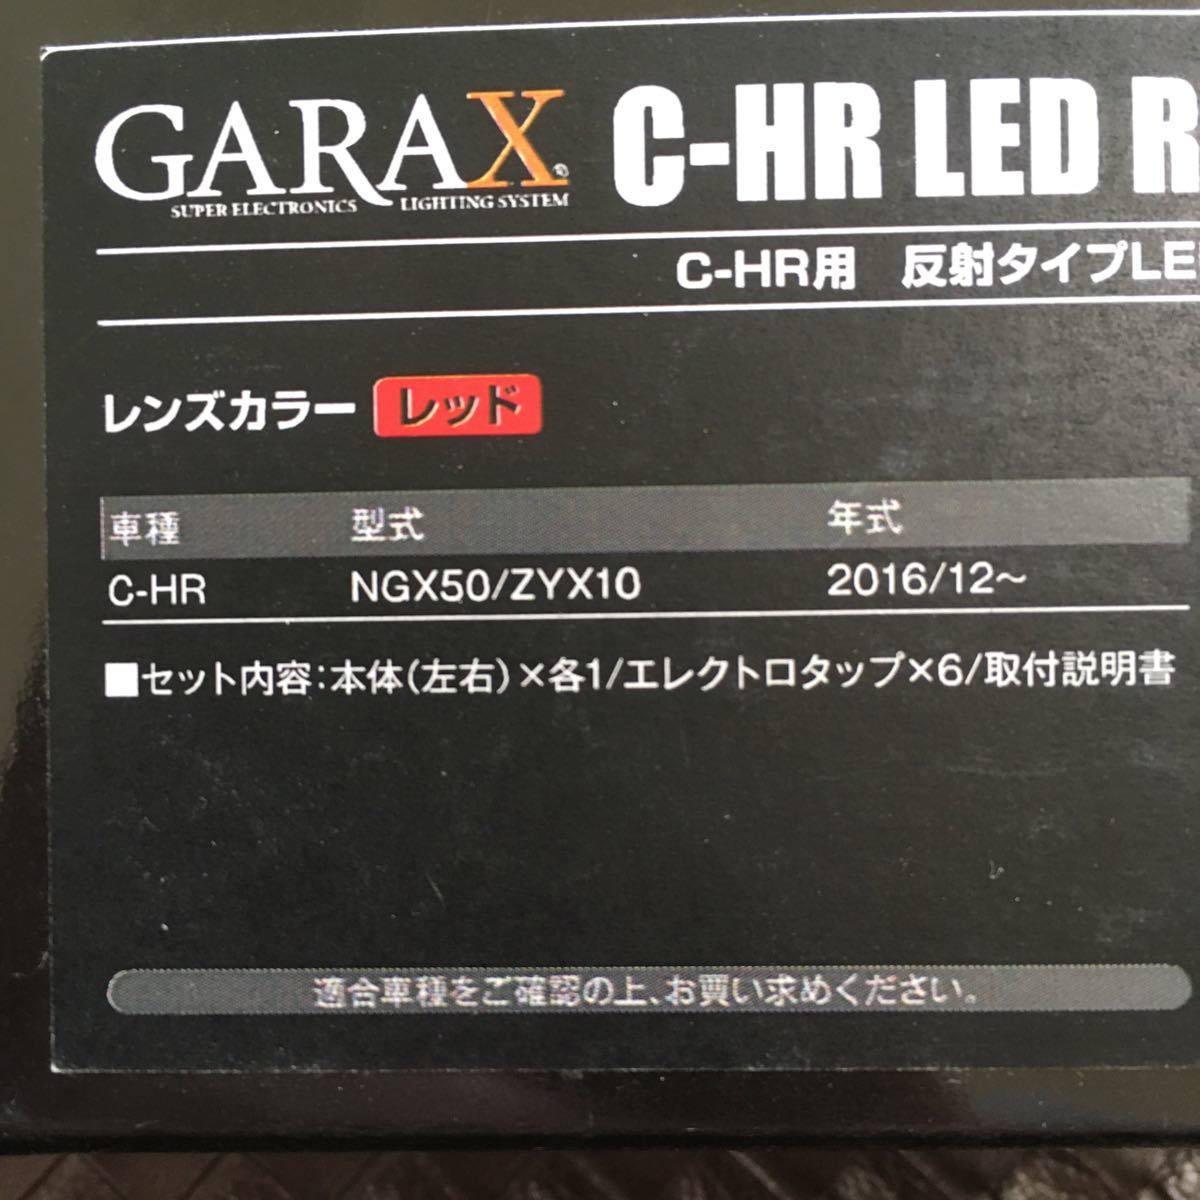 GARAX® C-HR LED R
SUPER ELECTRONICS LIGHTING SYSTEM
C-HR用 反射タイプLE
レンズカラー レッド
車種 型式 年式
C-HR NGX50/ZYX10 2016/12~
■セット内容:本体(左右)×各1/エレクトロタップ×6/取付説明書
適合車種をご確認の上、お買い求めください。